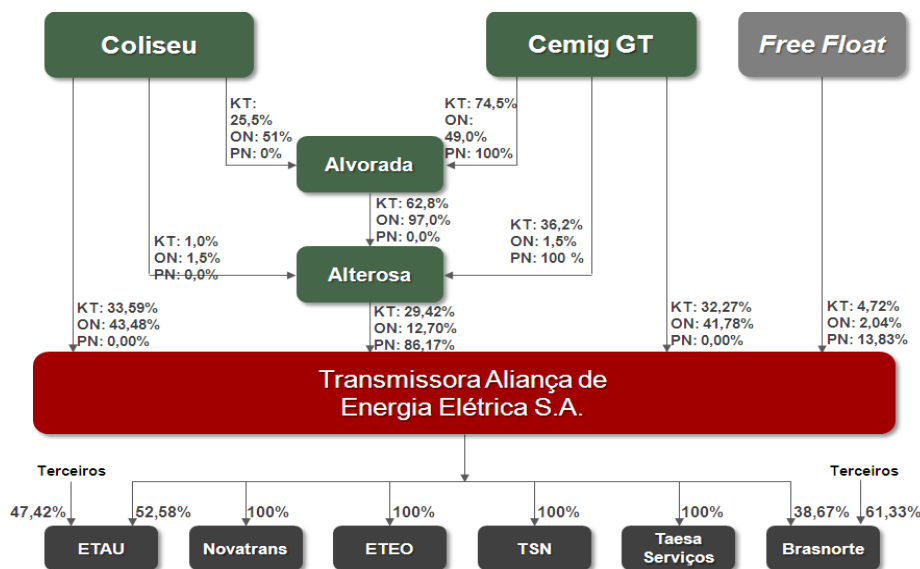 Coliseu
Cemig GT
Free Float
KT:
25,5%
ON: 51%
PN: 0%
KT: 74,5%
ON:
49,0%
PN: 100%
Alvorada
KT: 62,8%
ON: 97,0%
PN: 0,0%
KT: 1,0%
ON: 1,5%
PN: 0,0%
KT: 36,2%
ON: 1,5%
PN: 100 %
Alterosa
KT: 33,59%
ON: 43,48%
PN: 0,00%
KT: 29,42%
ON: 12,70%
PN: 86,17%
KT: 32,27%
ON: 41,78%
PN: 0,00%
KT: 4,72%
ON: 2,04%
PN: 13,83%
Transmissora Aliança de
Energia Elétrica S.A.
Terceiros
Terceiros
47,42%
52,58%
100%
100%
100%
100%
38,67%
61,33%
ETAU
Novatrans
ETEO
TSN
Taesa
Serviços
Brasnorte